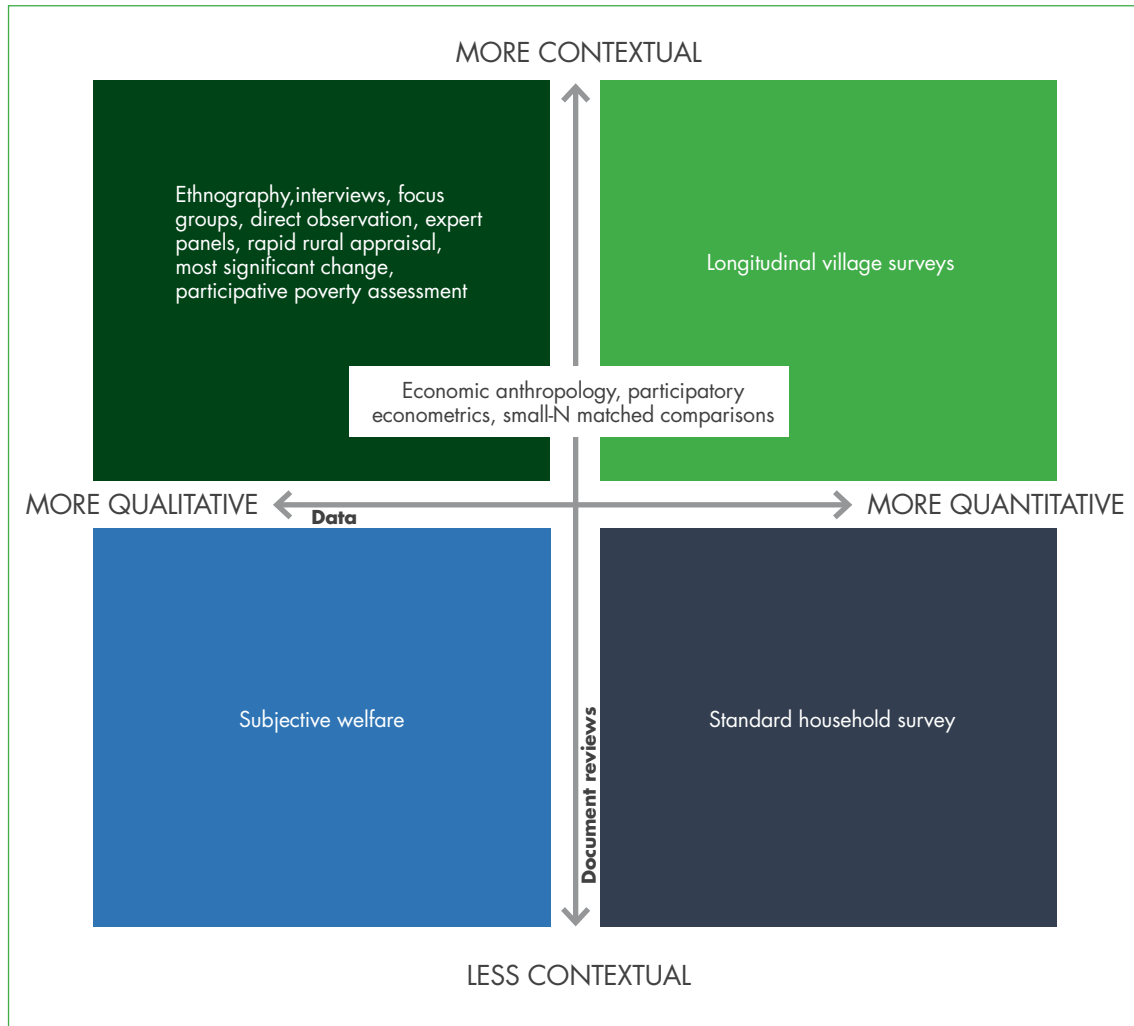 MORE CONTEXTUAL
Ethnography,interviews, focus
groups, direct observation, expert
panels, rapid rural appraisal,
most significant change,
participative poverty assessment
Longitudinal village surveys
Economic anthropology, participatory
econometrics, small-N matched comparisons
MORE QUALITATIVE
Data
MORE QUANTITATIVE
Subjective welfare
Document reviews
Standard household survey
LESS CONTEXTUAL